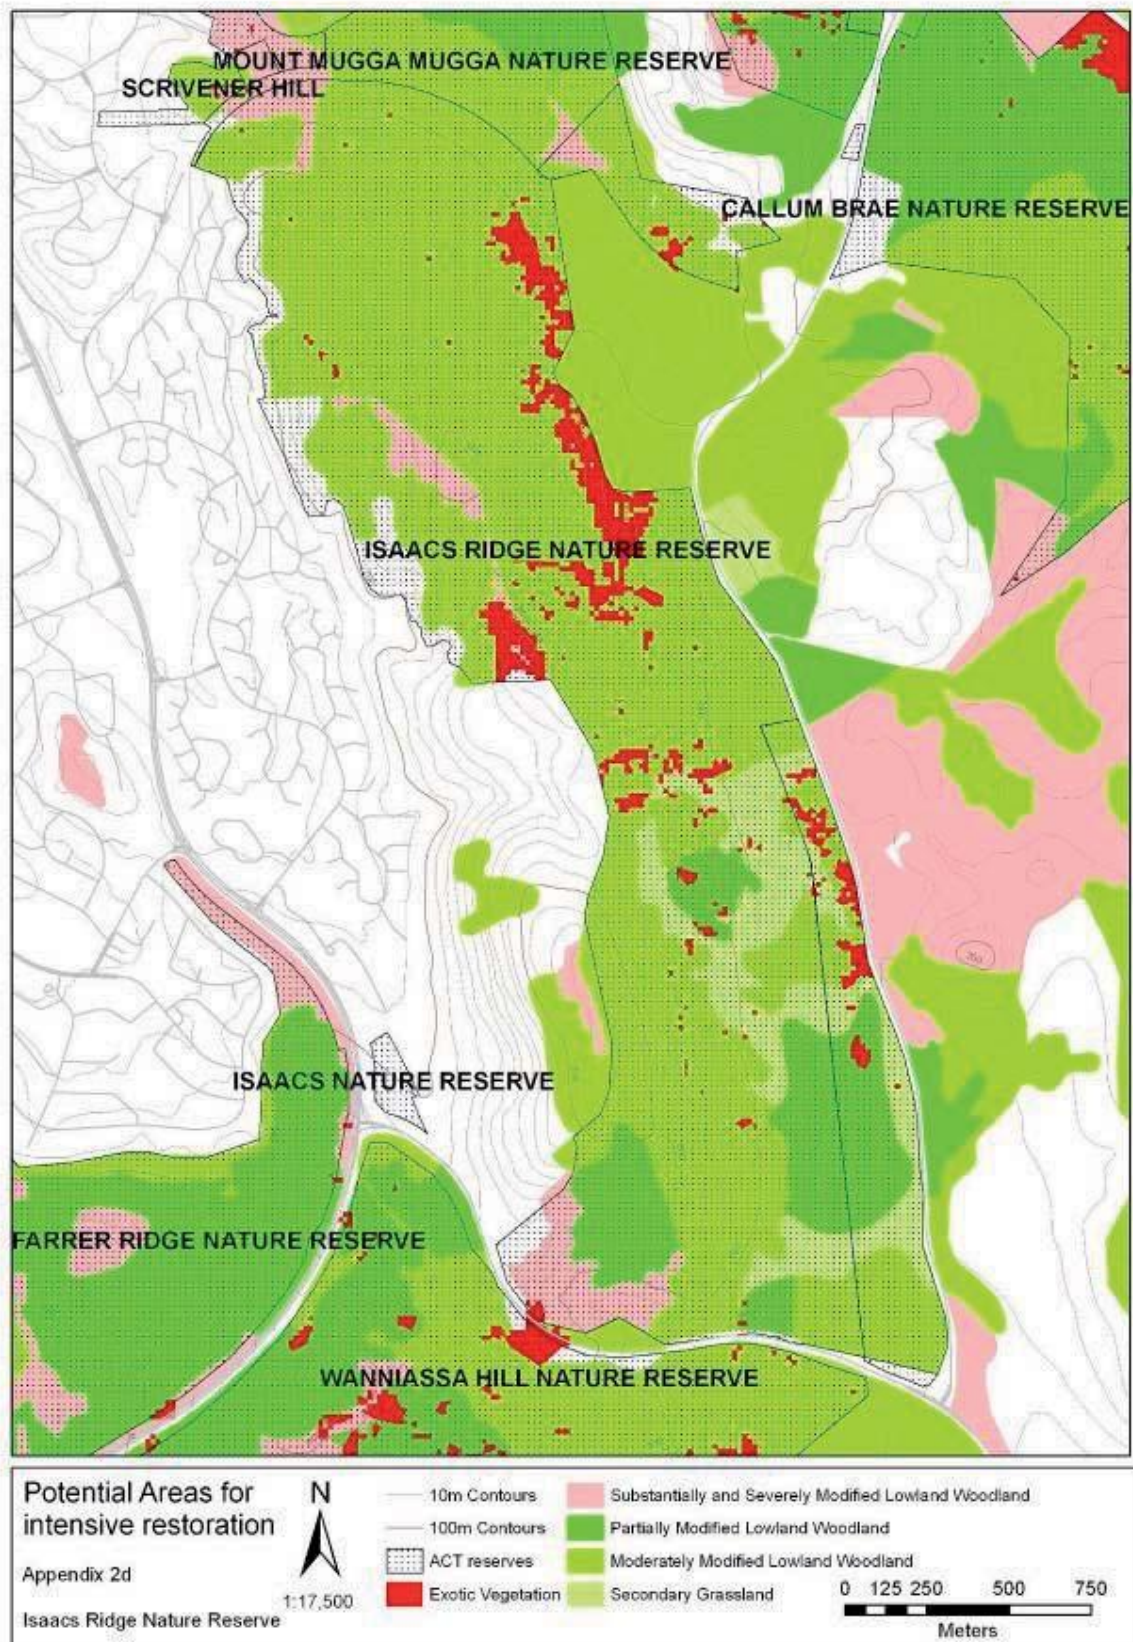 MOUNT MUGGA MUGGA NATURE RESERVE
SCRIVENER HILL
CALLUM BRAE NATURE RESERVE
ISAACS RIDGE NATURE RESERVE
ISAACS NATURE RESERVE
FARRER RIDGE NATURE RESERVE
WANNIASSA HILL NATURE RESERVE
Potential Areas for
intensive restoration
Appendix 2d
Isaacs Ridge Nature Reserve
N
1:17,500
10m Contours
100m Contours
ACT reserves
Exotic Vegetation
Substantially and Severely Modified Lowland Woodland
Partially Modified Lowland Woodland
Moderately Modified Lowland Woodland
Secondary Grassland
0 125 250 500 750
Meters